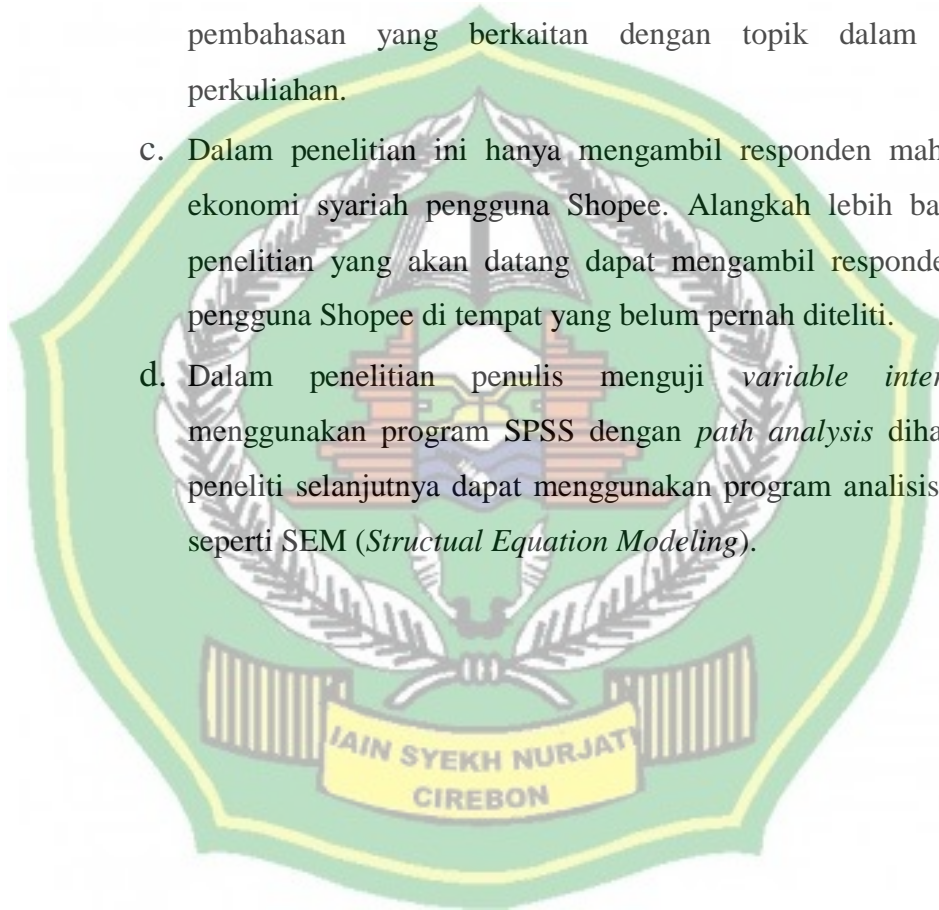 pembahasan yang berkaitan dengan topik dalam
perkuliahan.
c. Dalam penelitian ini hanya mengambil responden mah
ekonomi syariah pengguna Shopee. Alangkah lebih ba
penelitian yang akan datang dapat mengambil responde
pengguna Shopee di tempat yang belum pernah diteliti.
d. Dalam penelitian penulis menguji variable inter
menggunakan program SPSS dengan path analysis diha
peneliti selanjutnya dapat menggunakan program analisis
seperti SEM (Structual Equation Modeling).
IAIN SYEKH NURJATI
CIREBON